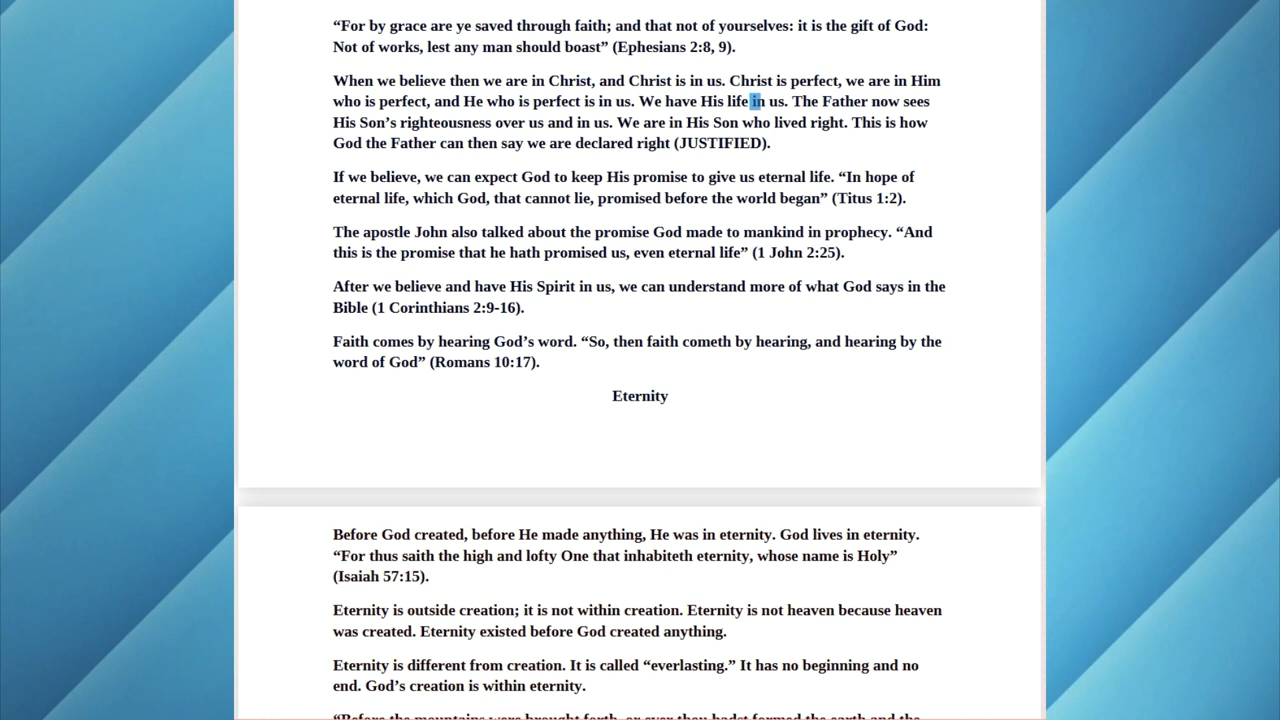 “For by grace are ye saved through faith; and that not of yourselves: it is the gift of God:
Not of works, lest any man should boast” (Ephesians 2:8, 9).
When we believe then we are in Christ, and Christ is in us. Christ is perfect, we are in Him
who is perfect, and He who is perfect is in us. We have His life in us. The Father now sees
His Son’s righteousness over us and in us. We are in His Son who lived right. This is how
God the Father can then say we are declared right (JUSTIFIED).
If we believe, we can expect God to keep His promise to give us eternal life. “In hope of
eternal life, which God, that cannot lie, promised before the world began” (Titus 1:2).
The apostle John also talked about the promise God made to mankind in prophecy. “And
this is the promise that he hath promised us, even eternal life” (1 John 2:25).
After we believe and have His Spirit in us, we can understand more of what God says in the
Bible (1 Corinthians 2:9-16).
Faith comes by hearing God’s word. “So, then faith cometh by hearing, and hearing by the
word of God” (Romans 10:17).
Eternity
Before God created, before He made anything, He was in eternity. God lives in eternity.
“For thus saith the high and lofty One that inhabiteth eternity, whose name is Holy”
(Isaiah 57:15).
Eternity is outside creation; it is not within creation. Eternity is not heaven because heaven
was created. Eternity existed before God created anything.
Eternity is different from creation. It is called “everlasting.” It has no beginning and no
end. God’s creation is within eternity.
“Before the mountains were brought forth, or ever thou hadst formed the earth and the